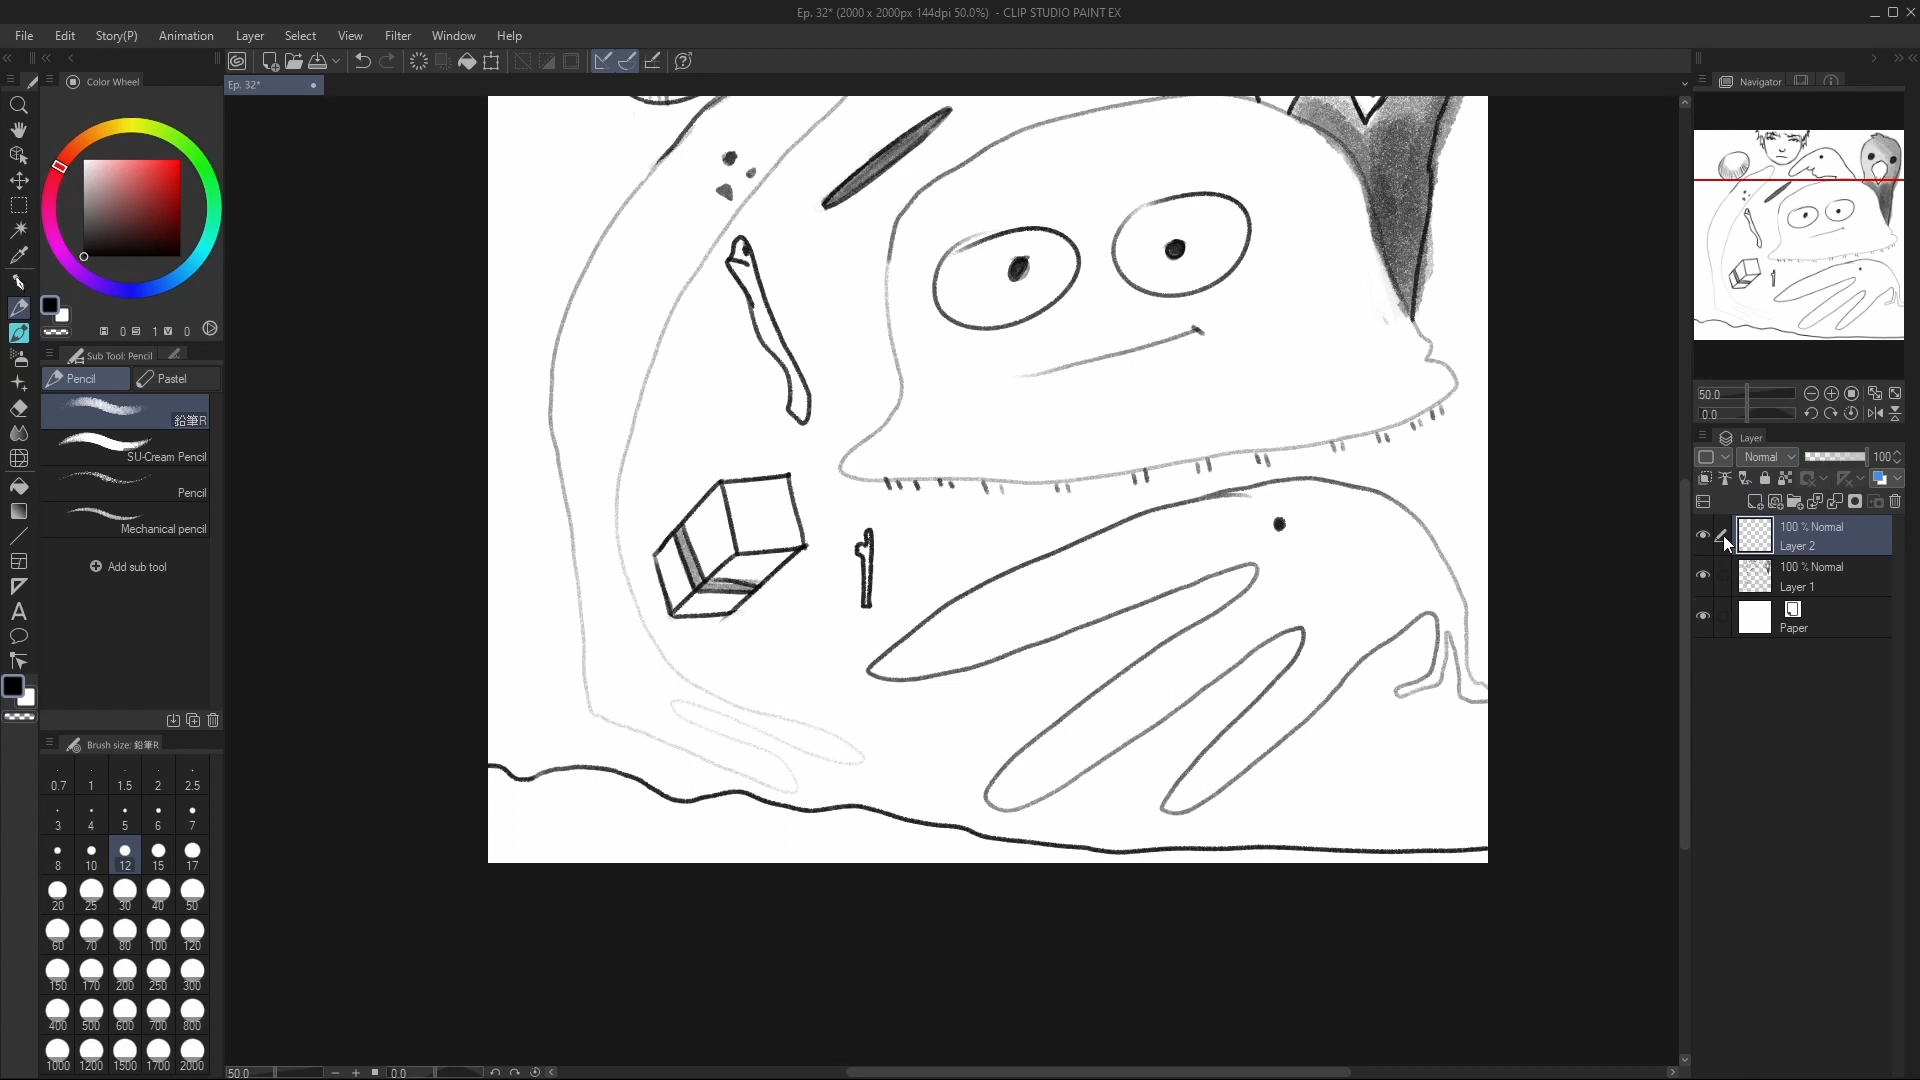 Ep. 32* (2000 x 2000px 144dpi 50.0%) - CLIP STUDIO PAINT EX
File Edit Story(P) Animation Layer Select View Filter Window Help
Color Wheel
Ep. 32*
Navigator
0 1 0
Sub Tool: Pencil
Pencil Pastel
鉛筆R
SU-Cream Pencil
Pencil
Mechanical pencil
Add sub tool
50.0
0.0
Layer
Normal 100
100 % Normal
Layer 2
100 % Normal
Layer 1
Paper
Brush size: 鉛筆R
0.7 1 1.5 2 2.5
3 4 5 6 7
8 10 12 15 17
20 25 30 40 50
60 70 80 100 120
150 170 200 250 300
400 500 600 700 800
1000 1200 1500 1700 2000
50.0 0.0